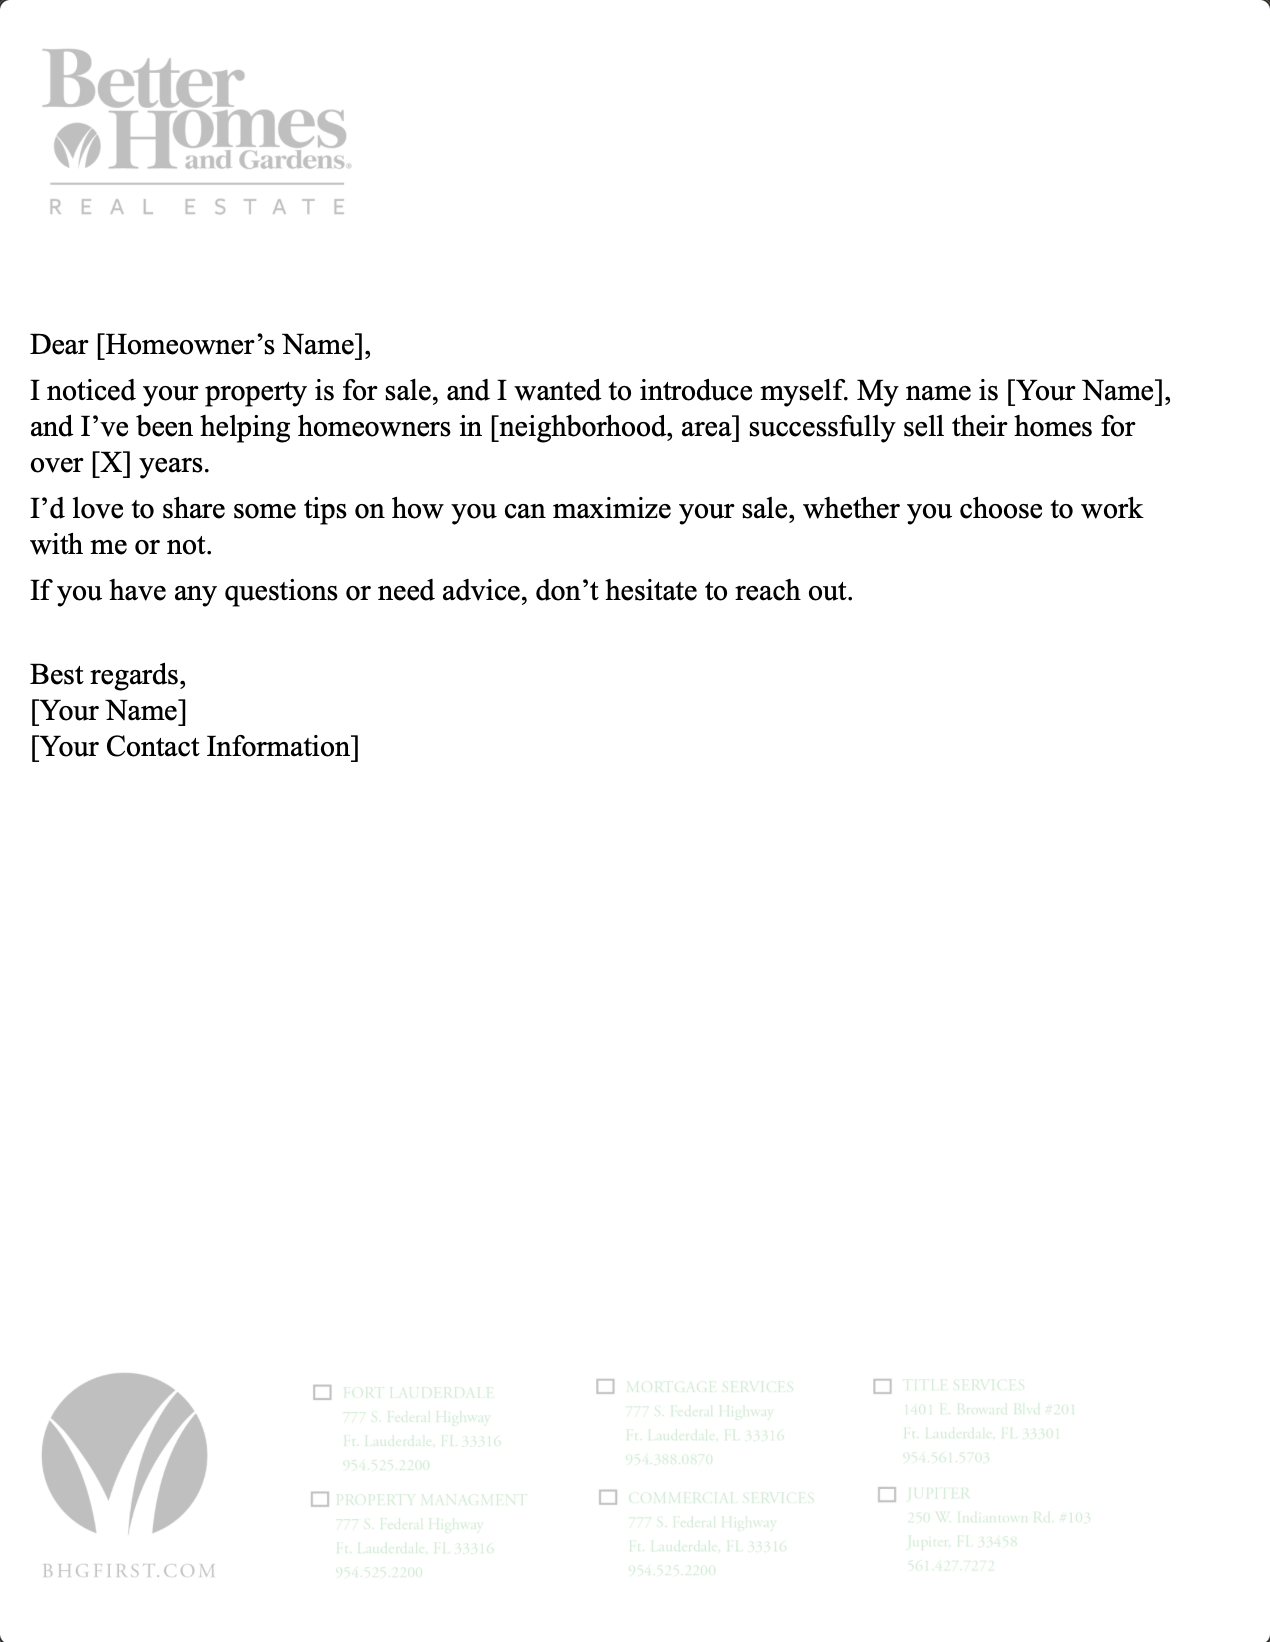 Better
Homes
and Gardens®
REAL ESTATE
Dear [Homeowner’s Name],
I noticed your property is for sale, and I wanted to introduce myself. My name is [Your Name],
and I’ve been helping homeowners in [neighborhood, area] successfully sell their homes for
over [X] years.
I’d love to share some tips on how you can maximize your sale, whether you choose to work
with me or not.
If you have any questions or need advice, don’t hesitate to reach out.
Best regards,
[Your Name]
[Your Contact Information]
BHGFIRST.COM
FORT LAUDERDALE
777 S. Federal Highway
Ft. Lauderdale, FL 33316
954.525.2200
PROPERTY MANAGMENT
777 S. Federal Highway
Ft. Lauderdale, FL 33316
954.525.2200
MORTGAGE SERVICES
777 S. Federal Highway
Ft. Lauderdale, FL 33316
954.388.0870
COMMERCIAL SERVICES
777 S. Federal Highway
Ft. Lauderdale, FL 33316
954.525.2200
TITLE SERVICES
1401 E. Broward Blvd #201
Ft. Lauderdale, FL 33301
954.561.5703
JUPITER
250 W. Indiantown Rd. #103
Jupiter, FL 33458
561.427.7272